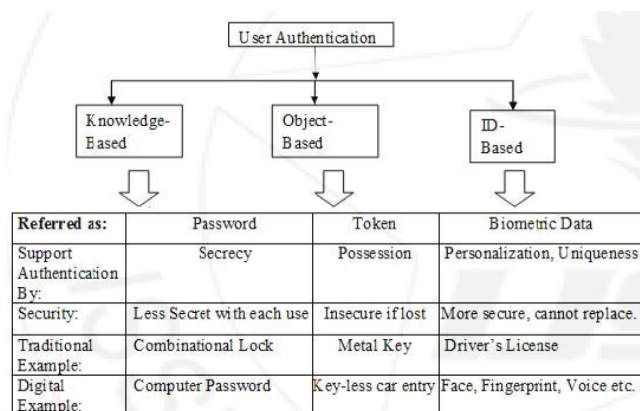 User Authentication
Knowledge-
Based
Object-
Based
ID-
Based
Referred as: Password Token Biometric Data
Support Secrecy Possession Personalization, Uniqueness
Authentication
By:
Security: Less Secret with each use Insecure if lost More secure, cannot replace.
Traditional Combinational Lock Metal Key Driver's License
Example:
Digital Computer Password Key-less car entry Face, Fingerprint, Voice etc.
Example: